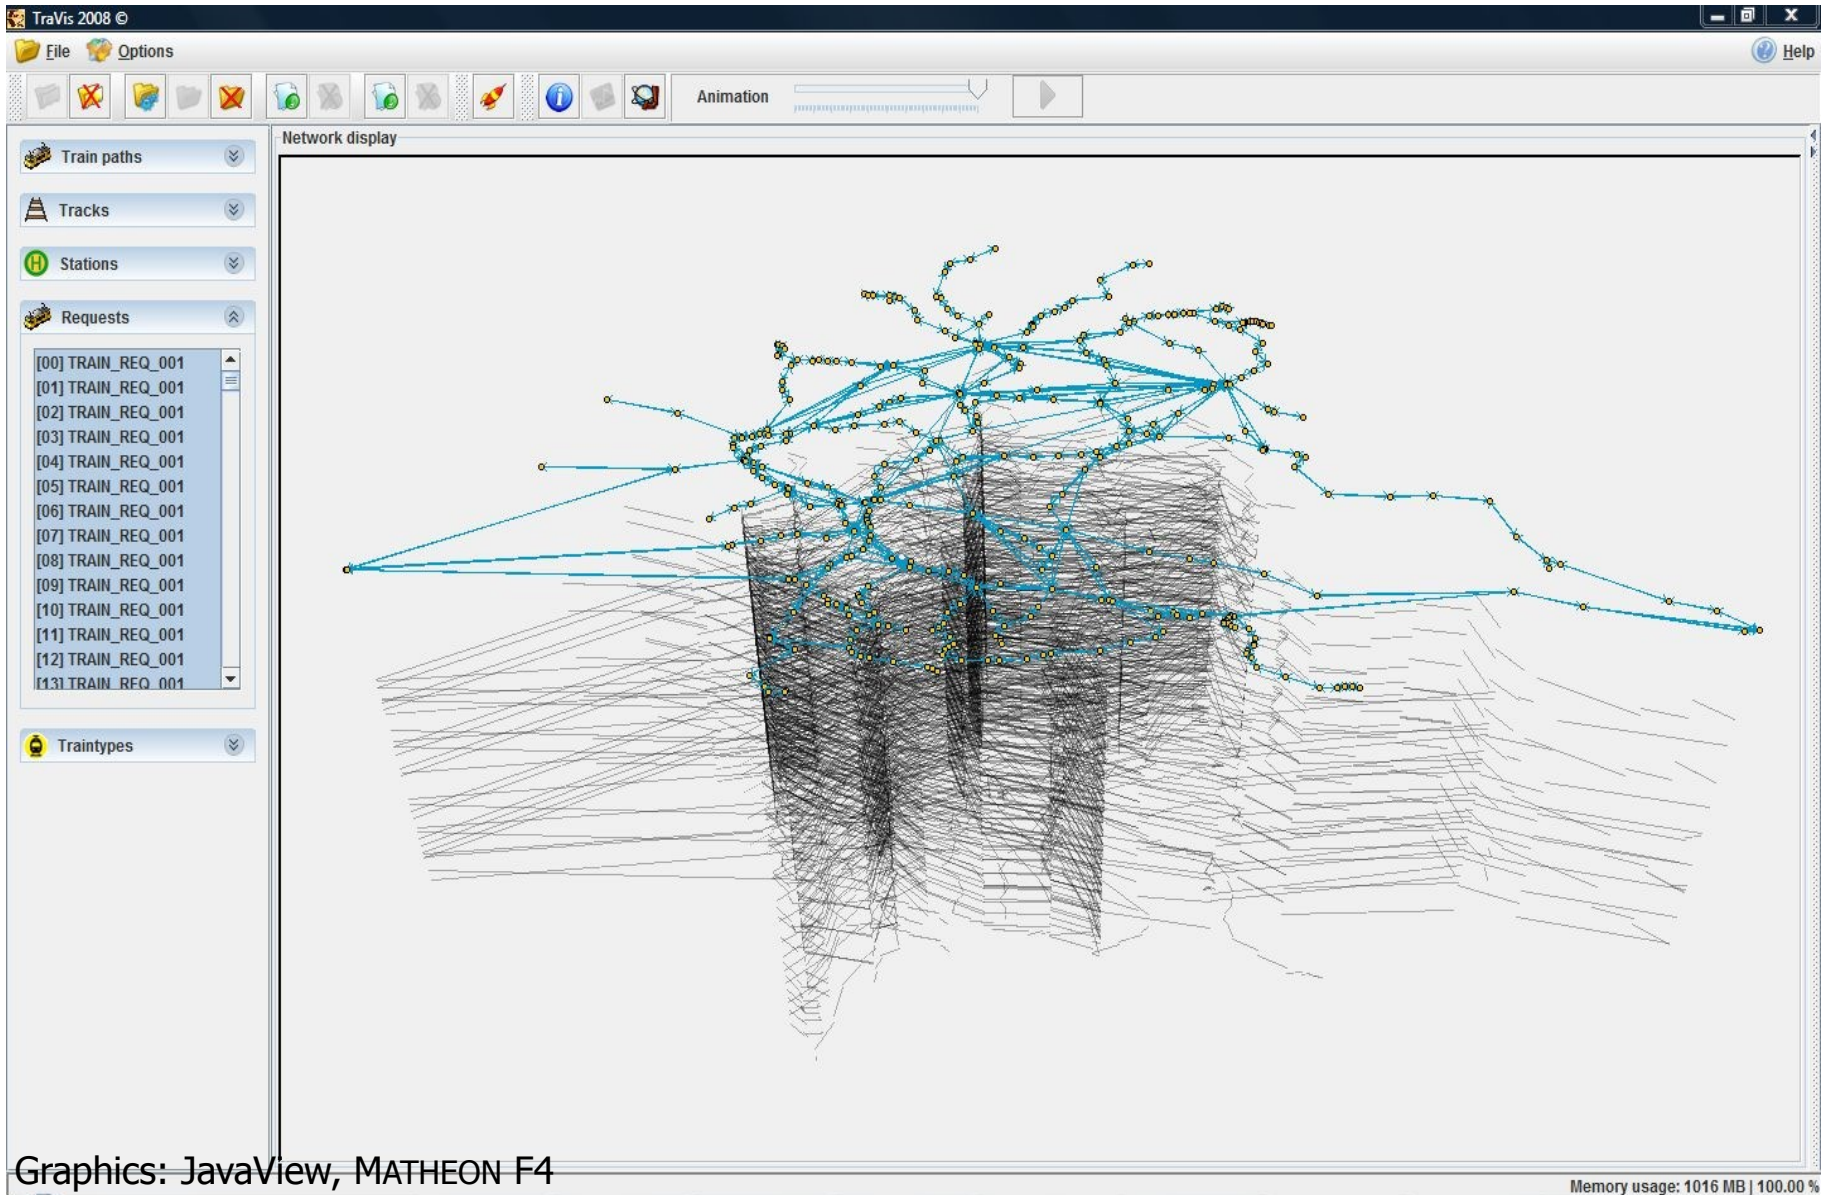 TraVis 2008 ©
File Options Help
Animation
Network display
Train paths
Tracks
H Stations
Requests
[00] TRAIN_REQ_001
[01] TRAIN_REQ_001
[02] TRAIN_REQ_001
[03] TRAIN_REQ_001
[04] TRAIN_REQ_001
[05] TRAIN_REQ_001
[06] TRAIN_REQ_001
[07] TRAIN_REQ_001
[08] TRAIN_REQ_001
[09] TRAIN_REQ_001
[10] TRAIN_REQ_001
[11] TRAIN_REQ_001
[12] TRAIN_REQ_001
[13] TRAIN_REQ_001
Traintypes
Graphics: JavaView, MATHEON F4
Memory usage: 1016 MB | 100.00 %